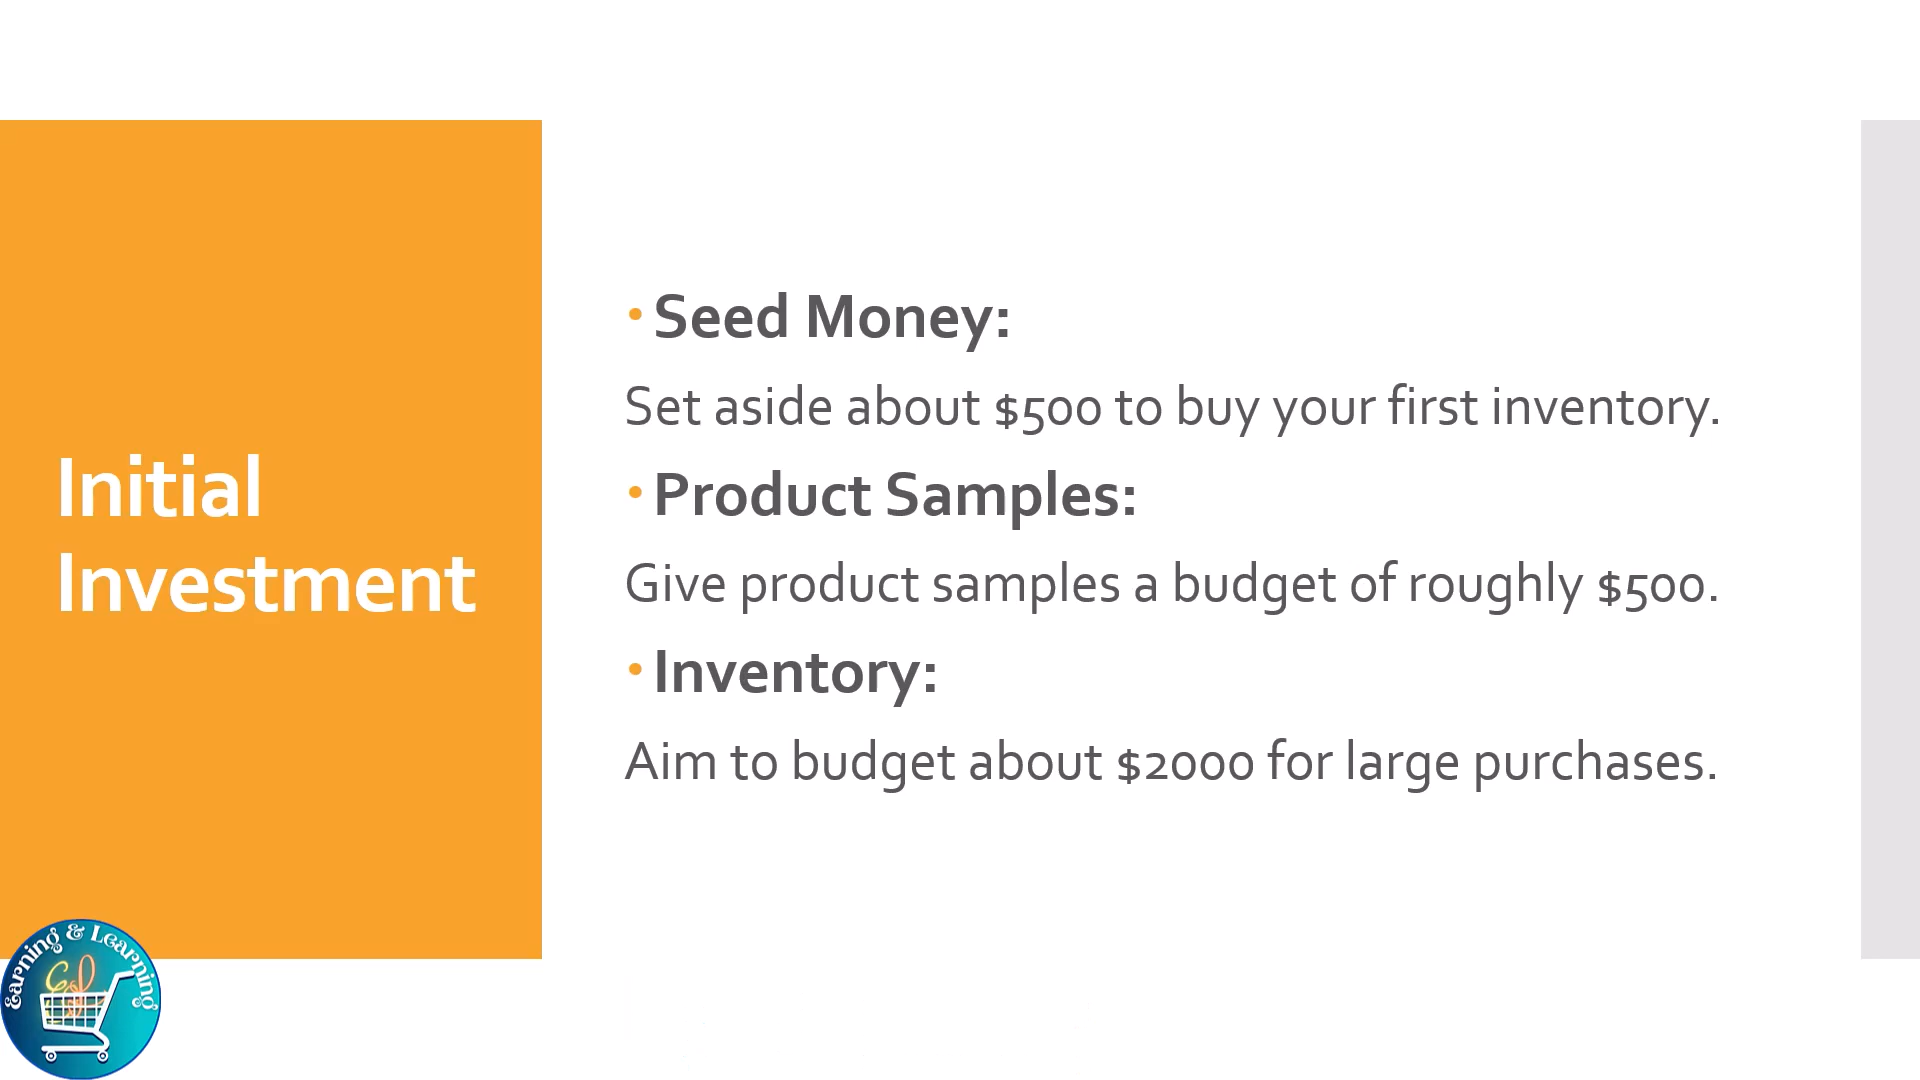 Initial
Investment
• Seed Money:
Set aside about $500 to buy your first inventory.
• Product Samples:
Give product samples a budget of roughly $500.
• Inventory:
Aim to budget about $2000 for large purchases.
Earning & Learning